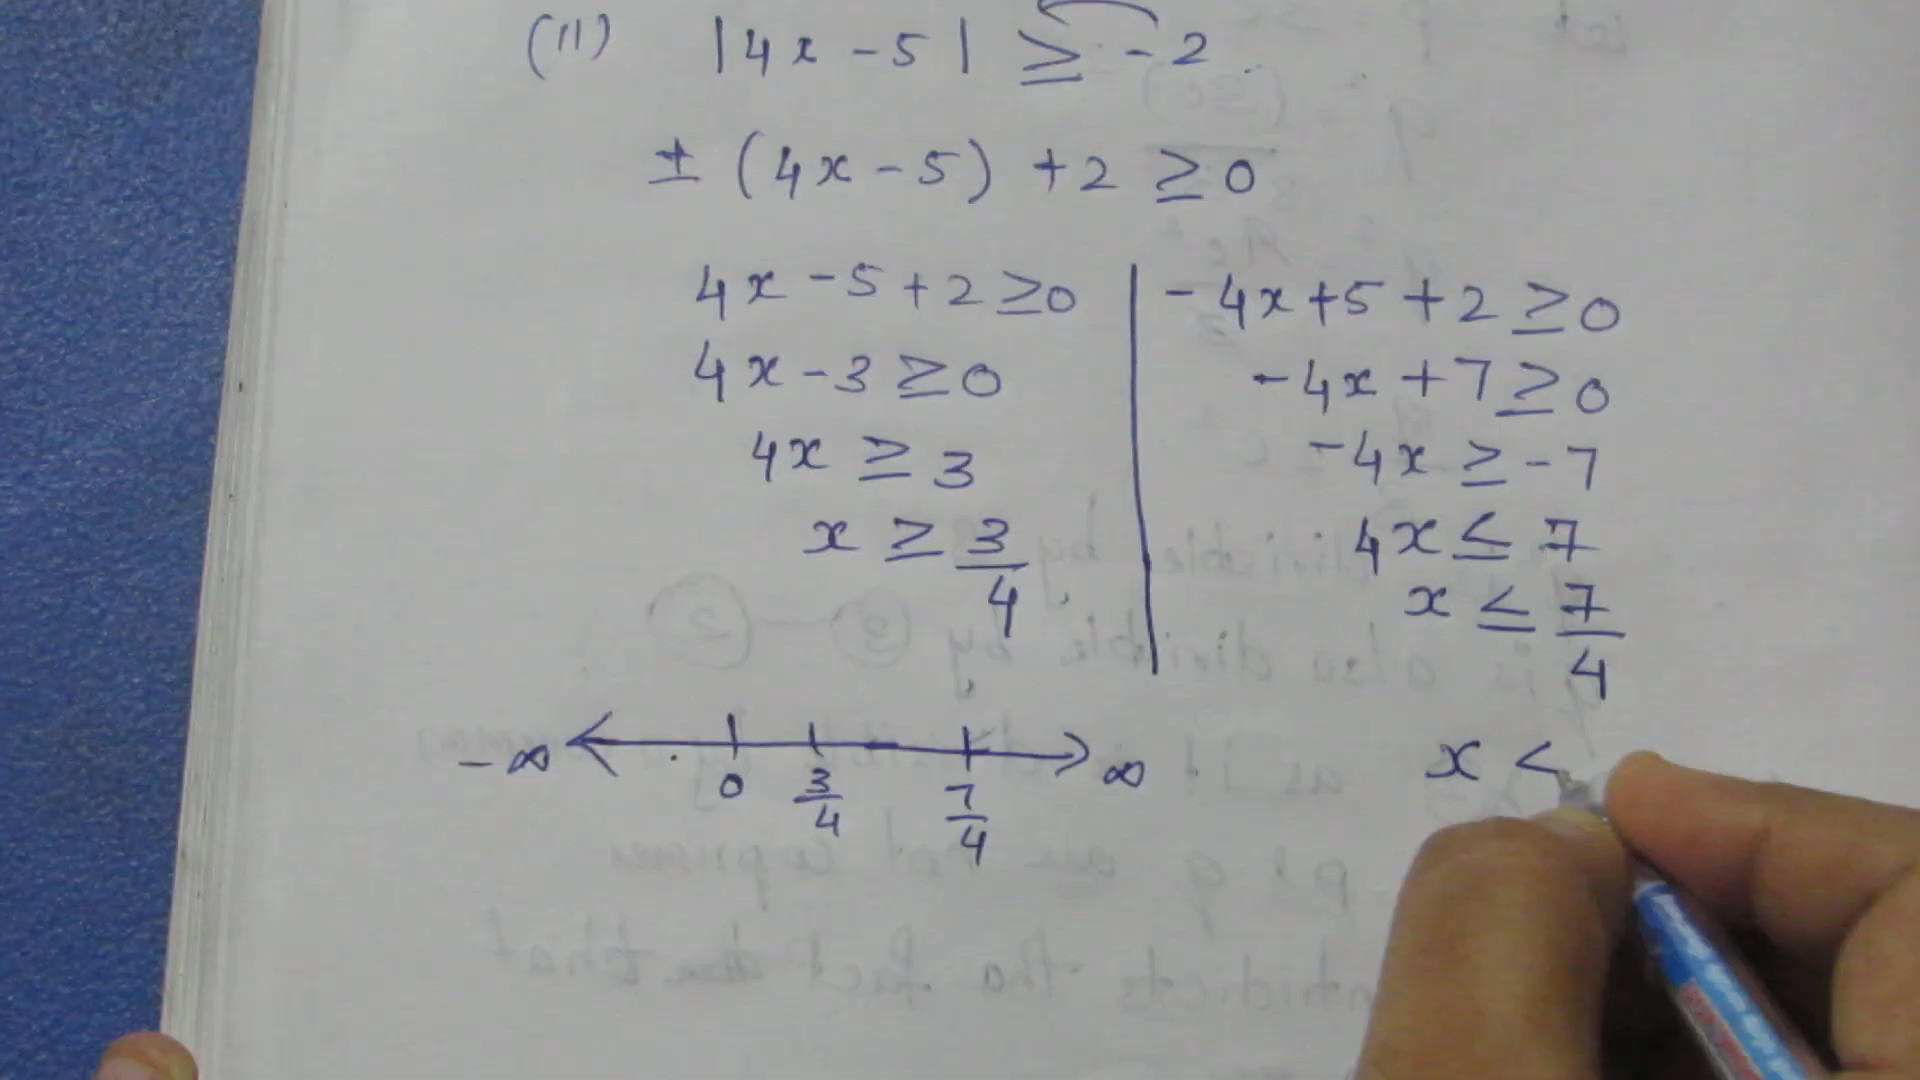 (11) |4x - 5| ≥ -2
± (4x - 5) + 2 ≥ 0
4x - 5 + 2 ≥ 0
4x - 3 ≥ 0
4x ≥ 3
x ≥ 3/4
- 4x + 5 + 2 ≥ 0
- 4x + 7 ≥ 0
- 4x ≥ - 7
4x ≤ 7
x ≤ 7/4
x <
- ∞ 0 3/4 7/4 ∞